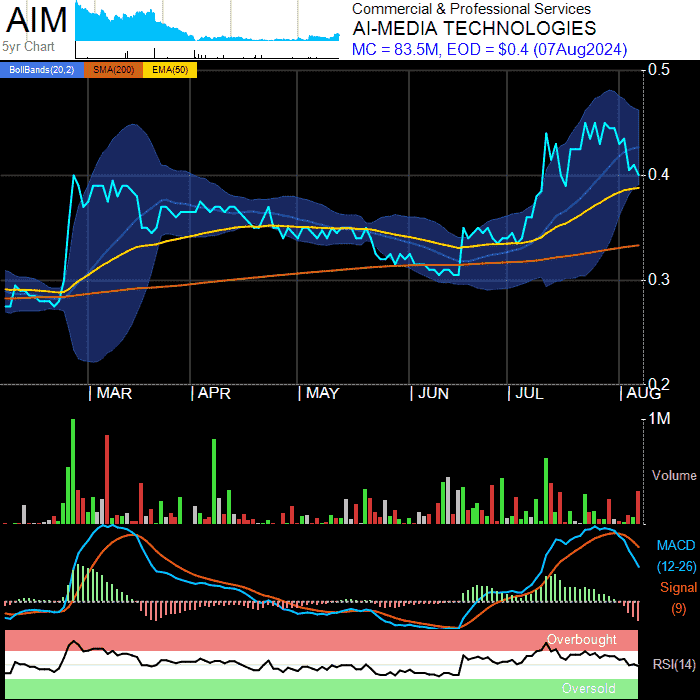 AIM
5yr Chart
Commercial & Professional Services
AI-MEDIA TECHNOLOGIES
MC = 83.5M, EOD = $0.4 (07Aug2024)
BollBands(20,2) SMA(200) EMA(50)
0.5
0.4
0.3
0.2
| MAR | APR | MAY | JUN | JUL | AUG
1M
Volume
MACD
(12-26)
Signal
(9)
Overbought
RSI(14)
Oversold